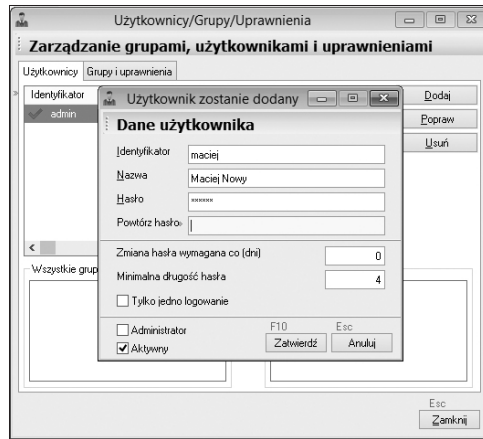 Użytkownicy/Grupy/Uprawnienia
Zarządzanie grupami, użytkownikami i uprawnieniami
Użytkownicy Grupy i uprawnienia
Identyfikator
admin
Dodaj
Popraw
Usuń
Użytkownik zostanie dodany
Dane użytkownika
Identyfikator maciej
Nazwa Maciej Nowy
Hasło ******
Powtórz hasło
Zmiana hasła wymagana co (dni) 0
Minimalna długość hasła 4
Tylko jedno logowanie
Administrator
Aktywny
F10 Esc
Zatwierdź Anuluj
Wszystkie grup
Esc
Zamknij